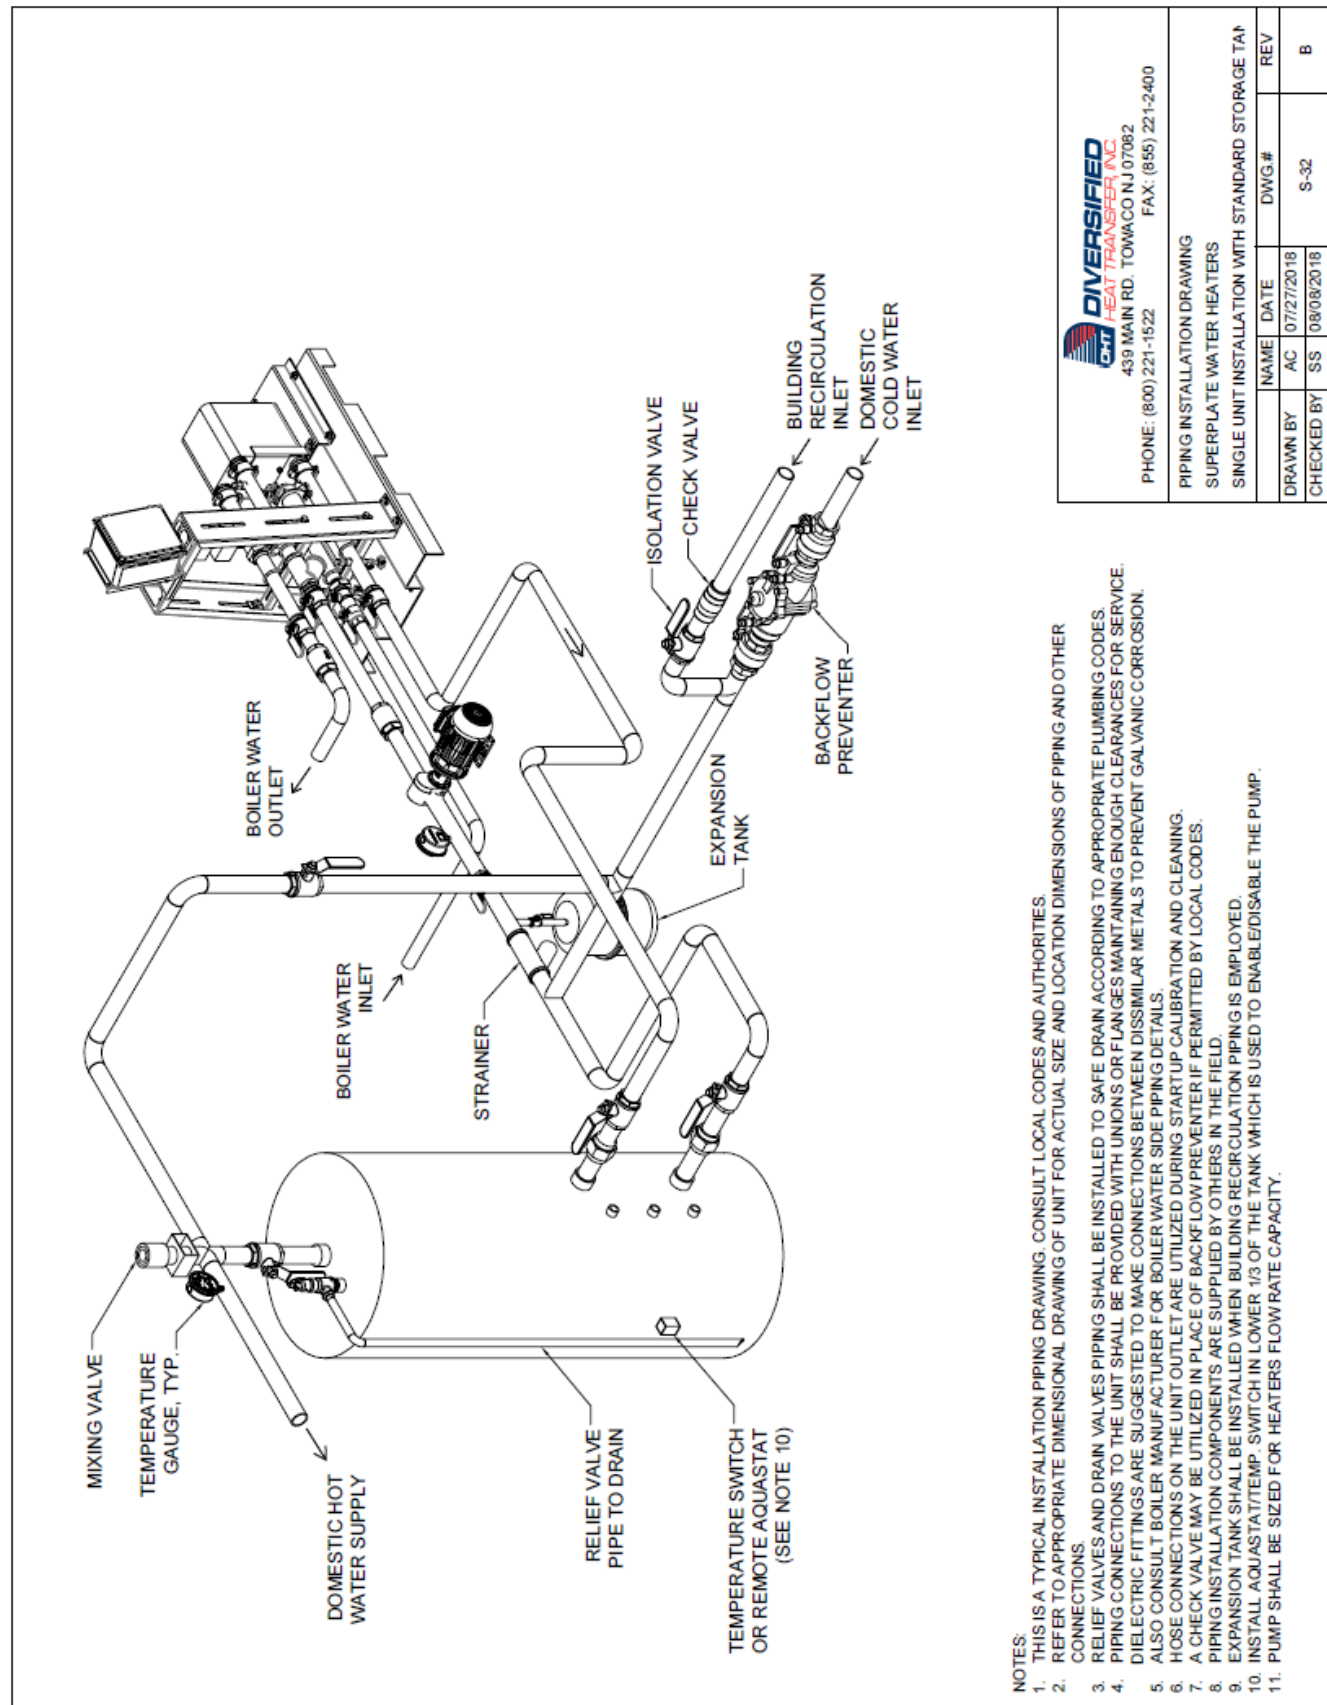 MIXING VALVE
TEMPERATURE
GAUGE, TYP.
DOMESTIC HOT
WATER SUPPLY
RELIEF VALVE
PIPE TO DRAIN
TEMPERATURE SWITCH
OR REMOTE AQUASTAT
(SEE NOTE 10)
BOILER WATER
INLET
STRAINER
BOILER WATER
OUTLET
EXPANSION
TANK
BACKFLOW
PREVENTER
ISOLATION VALVE
CHECK VALVE
BUILDING
RECIRCULATION
INLET
DOMESTIC
COLD WATER
INLET
NOTES:
1. THIS IS A TYPICAL INSTALLATION PIPING DRAWING. CONSULT LOCAL CODES AND AUTHORITIES.
2. REFER TO APPROPRIATE DIMENSIONAL DRAWING OF UNIT FOR ACTUAL SIZE AND LOCATION DIMENSIONS OF PIPING AND OTHER
CONNECTIONS.
3. RELIEF VALVES AND DRAIN VALVES PIPING SHALL BE INSTALLED TO SAFE DRAIN ACCORDING TO APPROPRIATE PLUMBING CODES.
4. PIPING CONNECTIONS TO THE UNIT SHALL BE PROVIDED WITH UNIONS OR FLANGES MAINTAINING ENOUGH CLEARANCES FOR SERVICE.
DIELECTRIC FITTINGS ARE SUGGESTED TO MAKE CONNECTIONS BETWEEN DISSIMILAR METALS TO PREVENT GALVANIC CORROSION.
5. ALSO CONSULT BOILER MANUFACTURER FOR BOILER WATER SIDE PIPING DETAILS.
6. HOSE CONNECTIONS ON THE UNIT OUTLET ARE UTILIZED DURING STARTUP CALIBRATION AND CLEANING.
7. A CHECK VALVE MAY BE UTILIZED IN PLACE OF BACKFLOW PREVENTER IF PERMITTED BY LOCAL CODES.
8. PIPING INSTALLATION COMPONENTS ARE SUPPLIED BY OTHERS IN THE FIELD.
9. EXPANSION TANK SHALL BE INSTALLED WHEN BUILDING RECIRCULATION PIPING IS EMPLOYED.
10. INSTALL AQUASTAT/TEMP. SWITCH IN LOWER 1/3 OF THE TANK WHICH IS USED TO ENABLE/DISABLE THE PUMP.
11. PUMP SHALL BE SIZED FOR HEATERS FLOW RATE CAPACITY.
DHT DIVERSIFIED
HEAT TRANSFER, INC.
439 MAIN RD. TOWACO NJ 07082
PHONE: (800) 221-1522 FAX: (855) 221-2400
PIPING INSTALLATION DRAWING
SUPERPLATE WATER HEATERS
SINGLE UNIT INSTALLATION WITH STANDARD STORAGE TAN
NAME DATE DWG.# REV
DRAWN BY AC 07/27/2018 S-32 B
CHECKED BY SS 08/08/2018